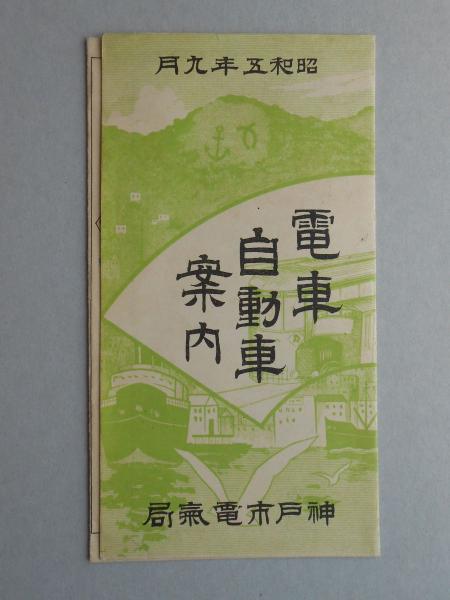 昭和五年九月
電車
自動車
案内
神戸市電氣局